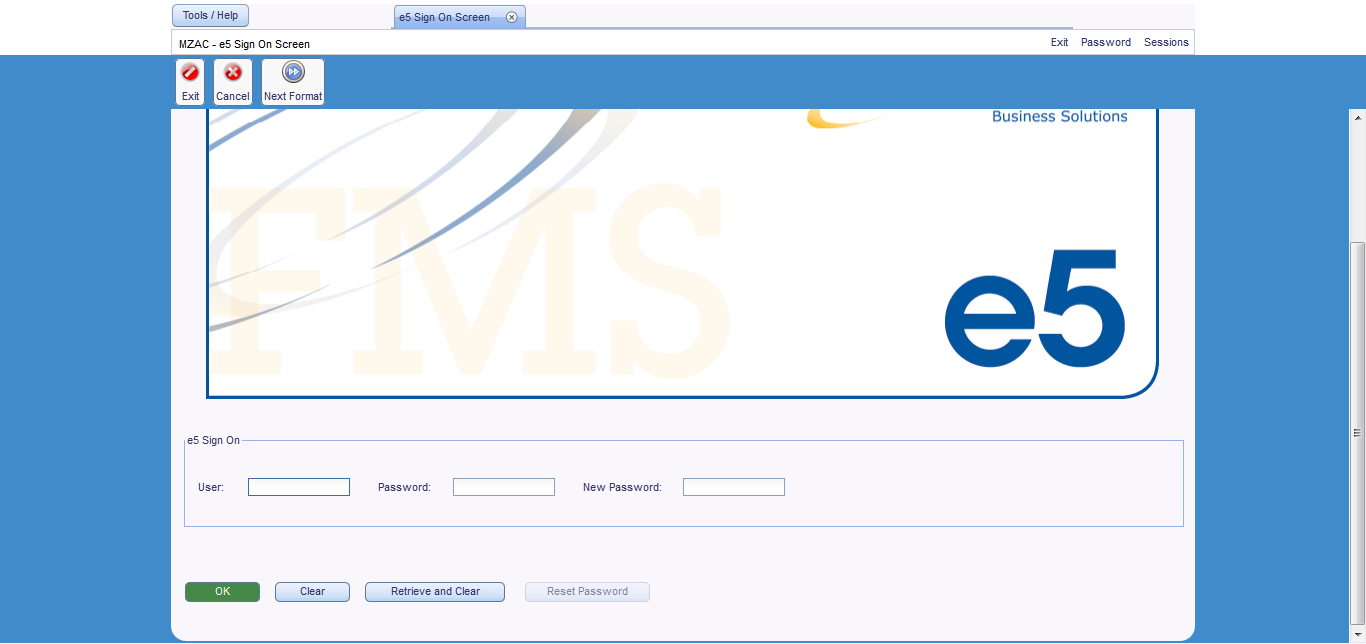 Tools / Help
e5 Sign On Screen
MZAC - e5 Sign On Screen
Exit Password Sessions
Exit Cancel Next Format
Business Solutions
FMS
e5
e5 Sign On
User: Password: New Password:
OK Clear Retrieve and Clear Reset Password